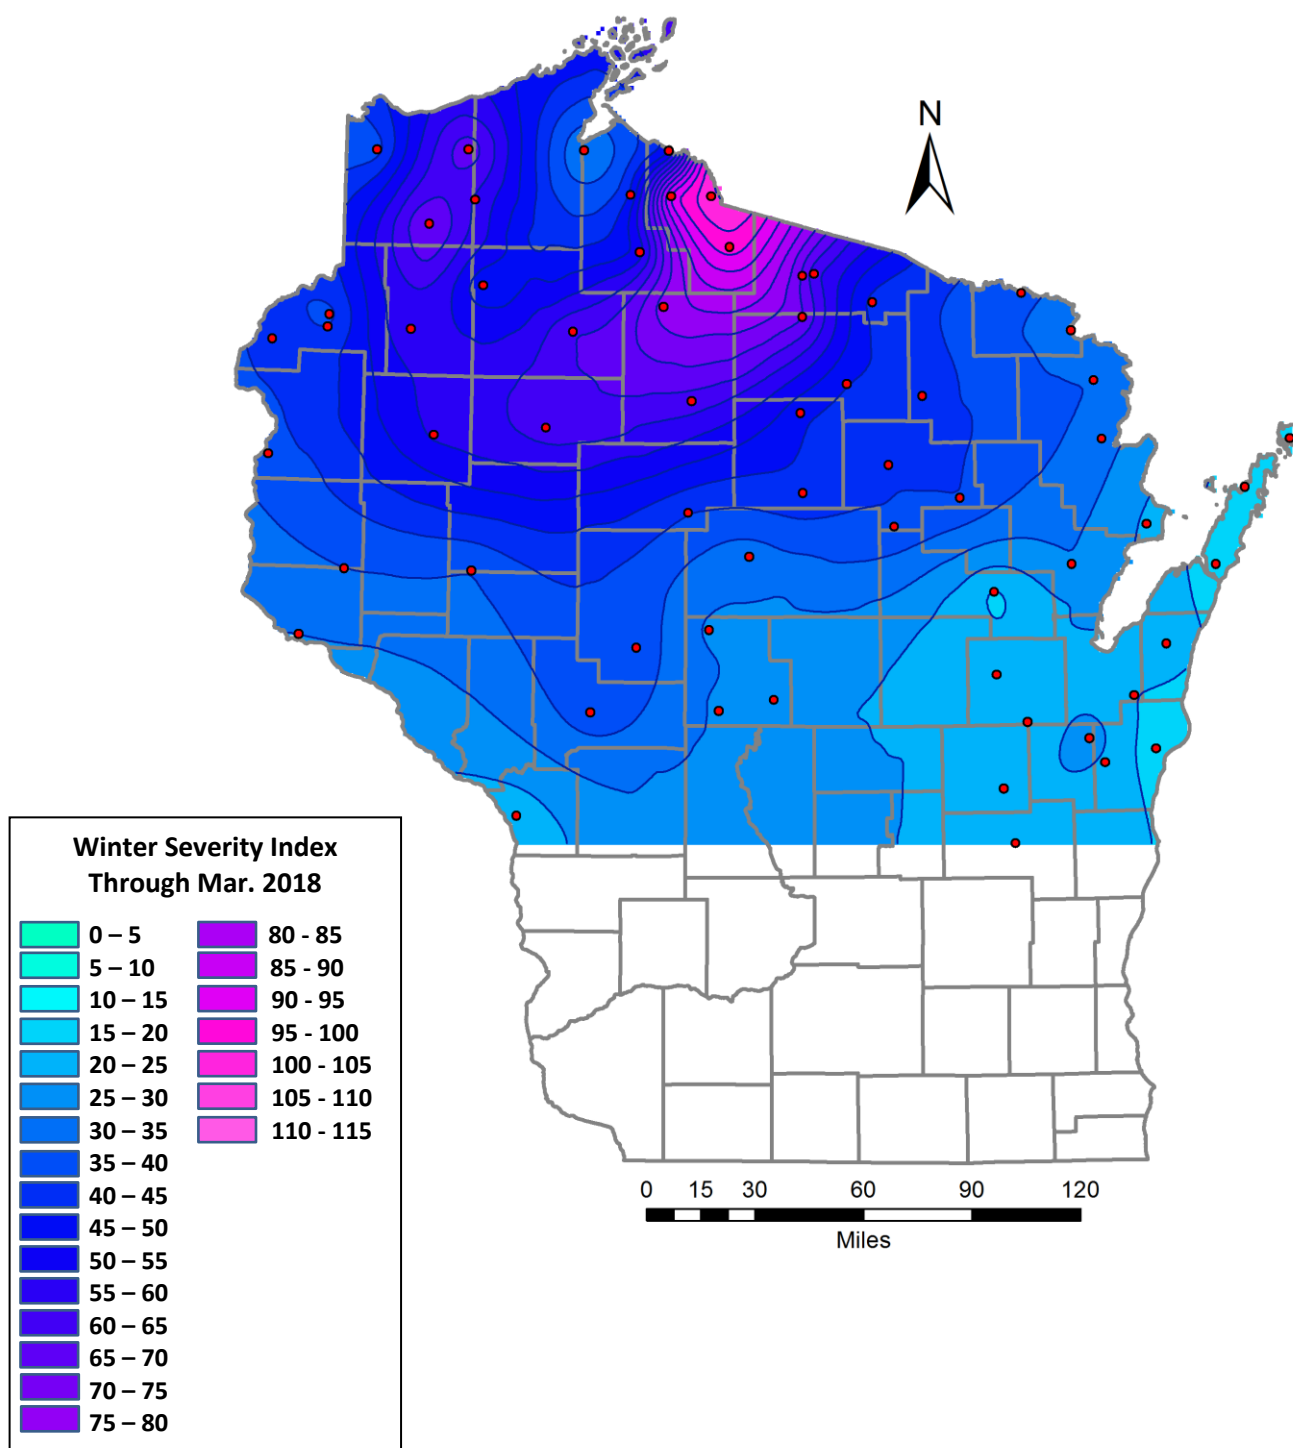 N
Winter Severity Index
Through Mar. 2018
0 – 5
5 – 10
10 – 15
15 – 20
20 – 25
25 – 30
30 – 35
35 – 40
40 – 45
45 – 50
50 – 55
55 – 60
60 – 65
65 – 70
70 – 75
75 – 80
80 - 85
85 - 90
90 - 95
95 - 100
100 - 105
105 - 110
110 - 115
0 15 30 60 90 120
Miles